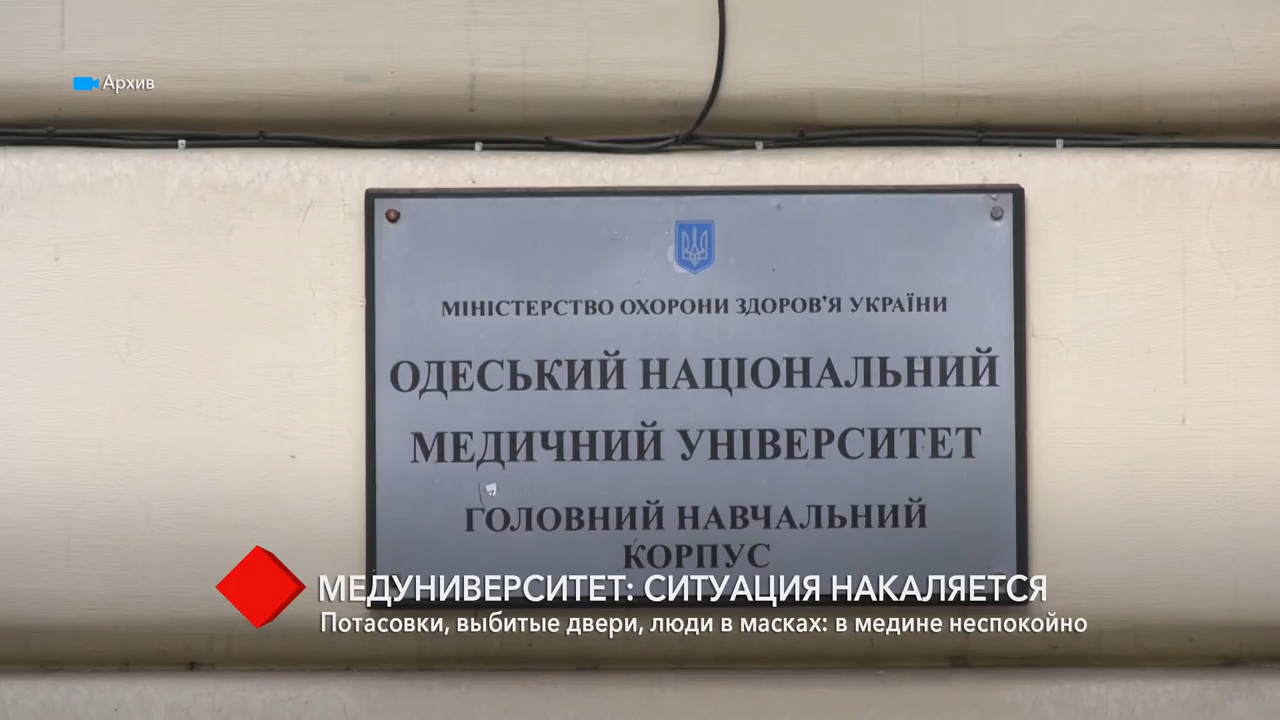 Архив
МІНІСТЕРСТВО ОХОРОНИ ЗДОРОВ'Я УКРАЇНИ
ОДЕСЬКИЙ НАЦІОНАЛЬНИЙ
МЕДИЧНИЙ УНІВЕРСИТЕТ
ГОЛОВНИЙ НАВЧАЛЬНИЙ
КОРПУС
МЕДУНИВЕРСИТЕТ: СИТУАЦИЯ НАКАЛЯЕТСЯ
Потасовки, выбитые двери, люди в масках: в медине неспокойно